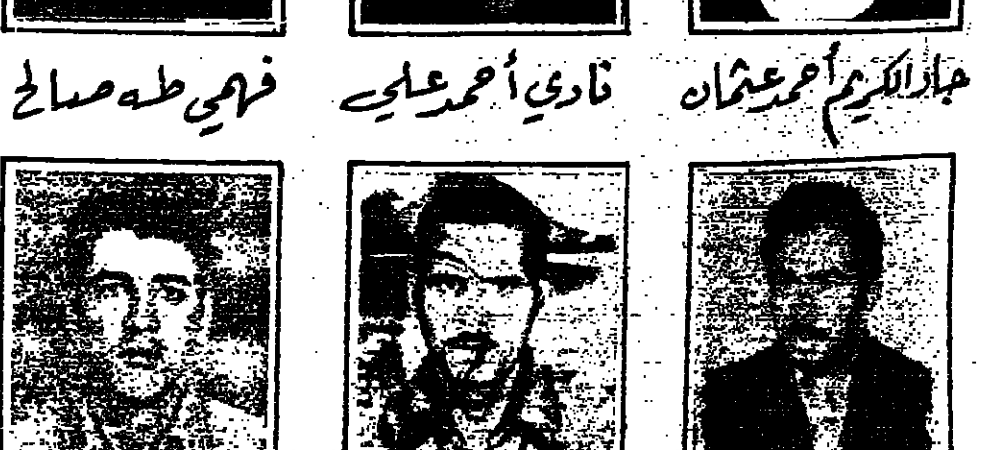 جاد الكريم أحمد عثمان
نادي أحمد علي
فهمي طه صالح